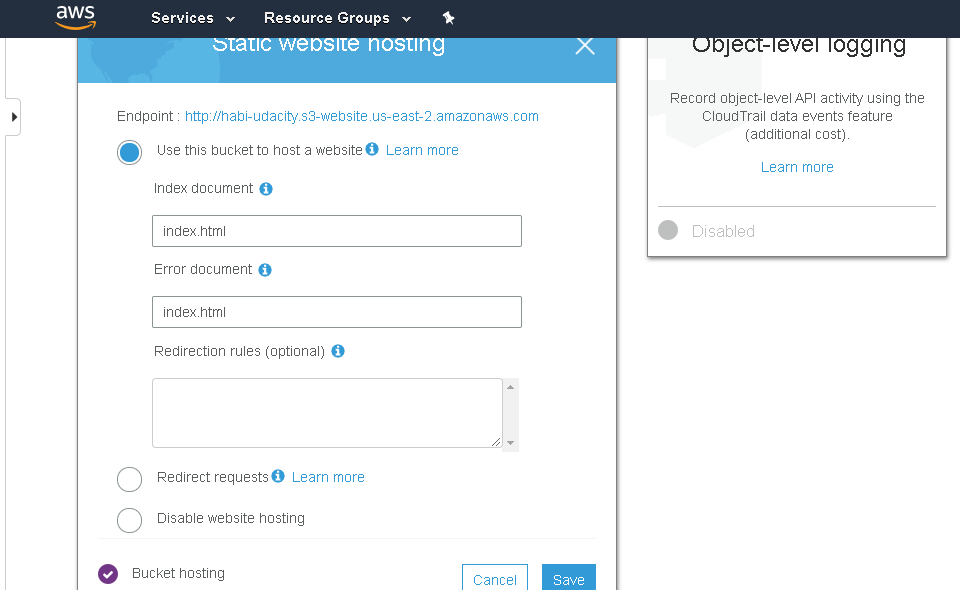 aws Services Resource Groups
Static website hosting
Endpoint : http://habi-udacity.s3-website.us-east-2.amazonaws.com
Use this bucket to host a website Learn more
Index document
index.html
Error document
index.html
Redirection rules (optional)
Redirect requests Learn more
Disable website hosting
Bucket hosting
Cancel Save
Object-level logging
Record object-level API activity using the
CloudTrail data events feature
(additional cost).
Learn more
Disabled